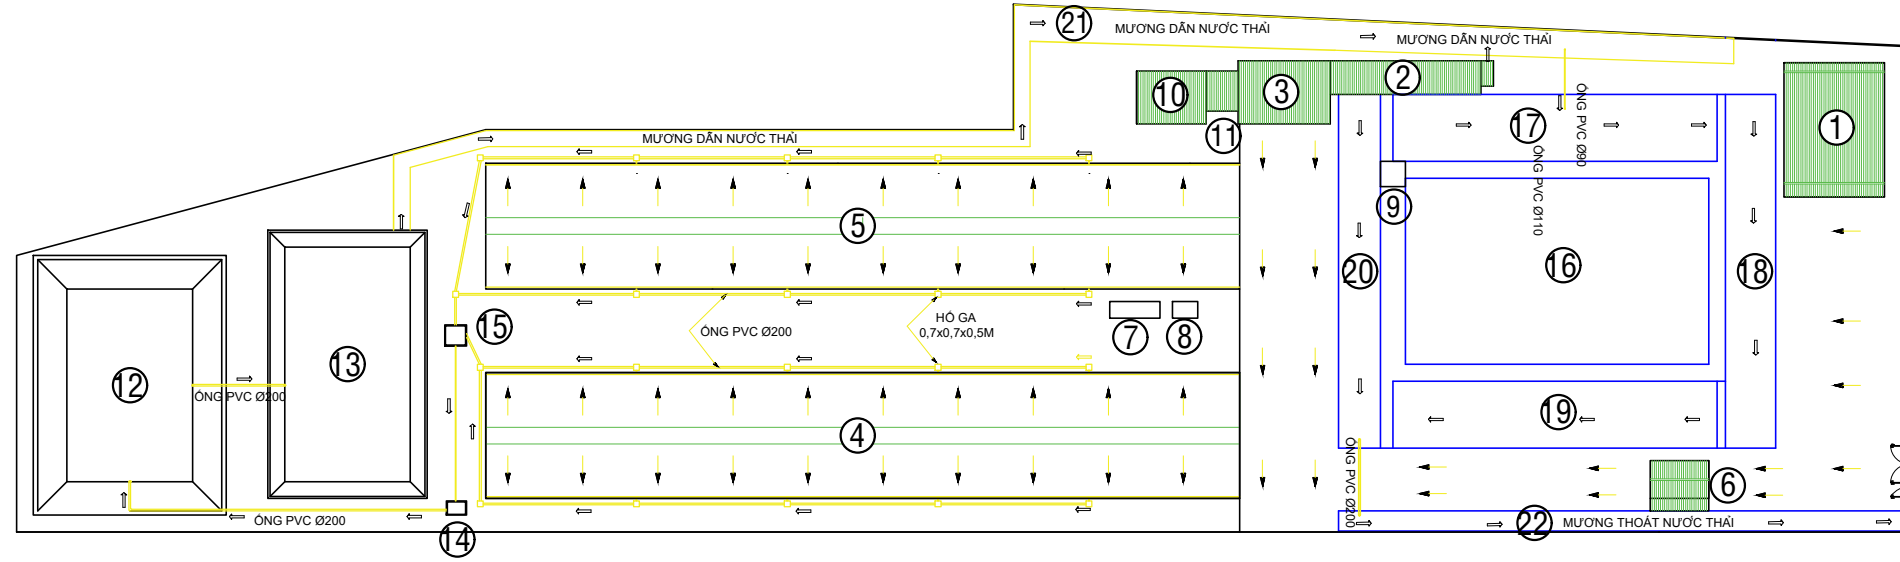 21
MƯƠNG DẪN NƯỚC THẢI
MƯƠNG DẪN NƯỚC THẢI
10
3
2
11
17
ỐNG PVC Ø90
1
MƯƠNG DẪN NƯỚC THẢI
ỐNG PVC Ø110
9
5
20
16
18
15
ỐNG PVC Ø200
HỐ GA
0,7x0,7x0,5M
7
8
12
ỐNG PVC Ø200
13
4
19
ỐNG PVC Ø200
6
ỐNG PVC Ø200
14
22
MƯƠNG THOÁT NƯỚC THẢI